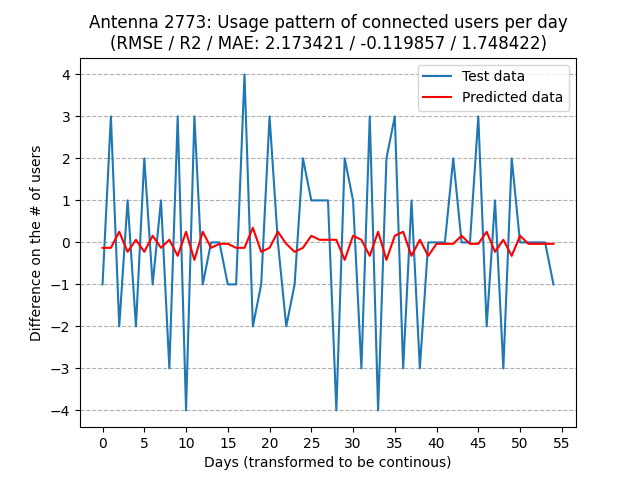 Antenna 2773: Usage pattern of connected users per day
(RMSE / R2 / MAE: 2.173421 / -0.119857 / 1.748422)
Test data
Predicted data
Difference on the # of users
4
3
2
1
0
−1
−2
−3
−4
0 5 10 15 20 25 30 35 40 45 50 55
Days (transformed to be continous)